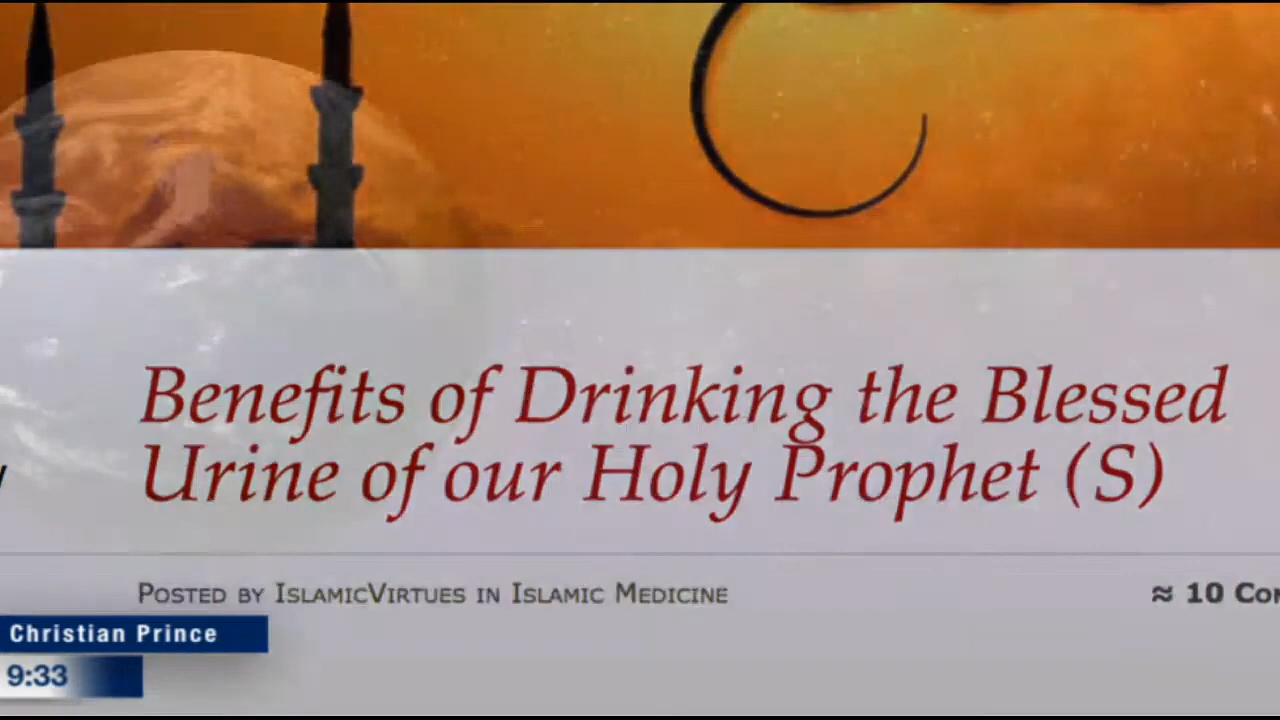 Benefits of Drinking the Blessed
Urine of our Holy Prophet (S)
Posted by IslamicVirtues in Islamic Medicine
≈ 10
Christian Prince
9:33